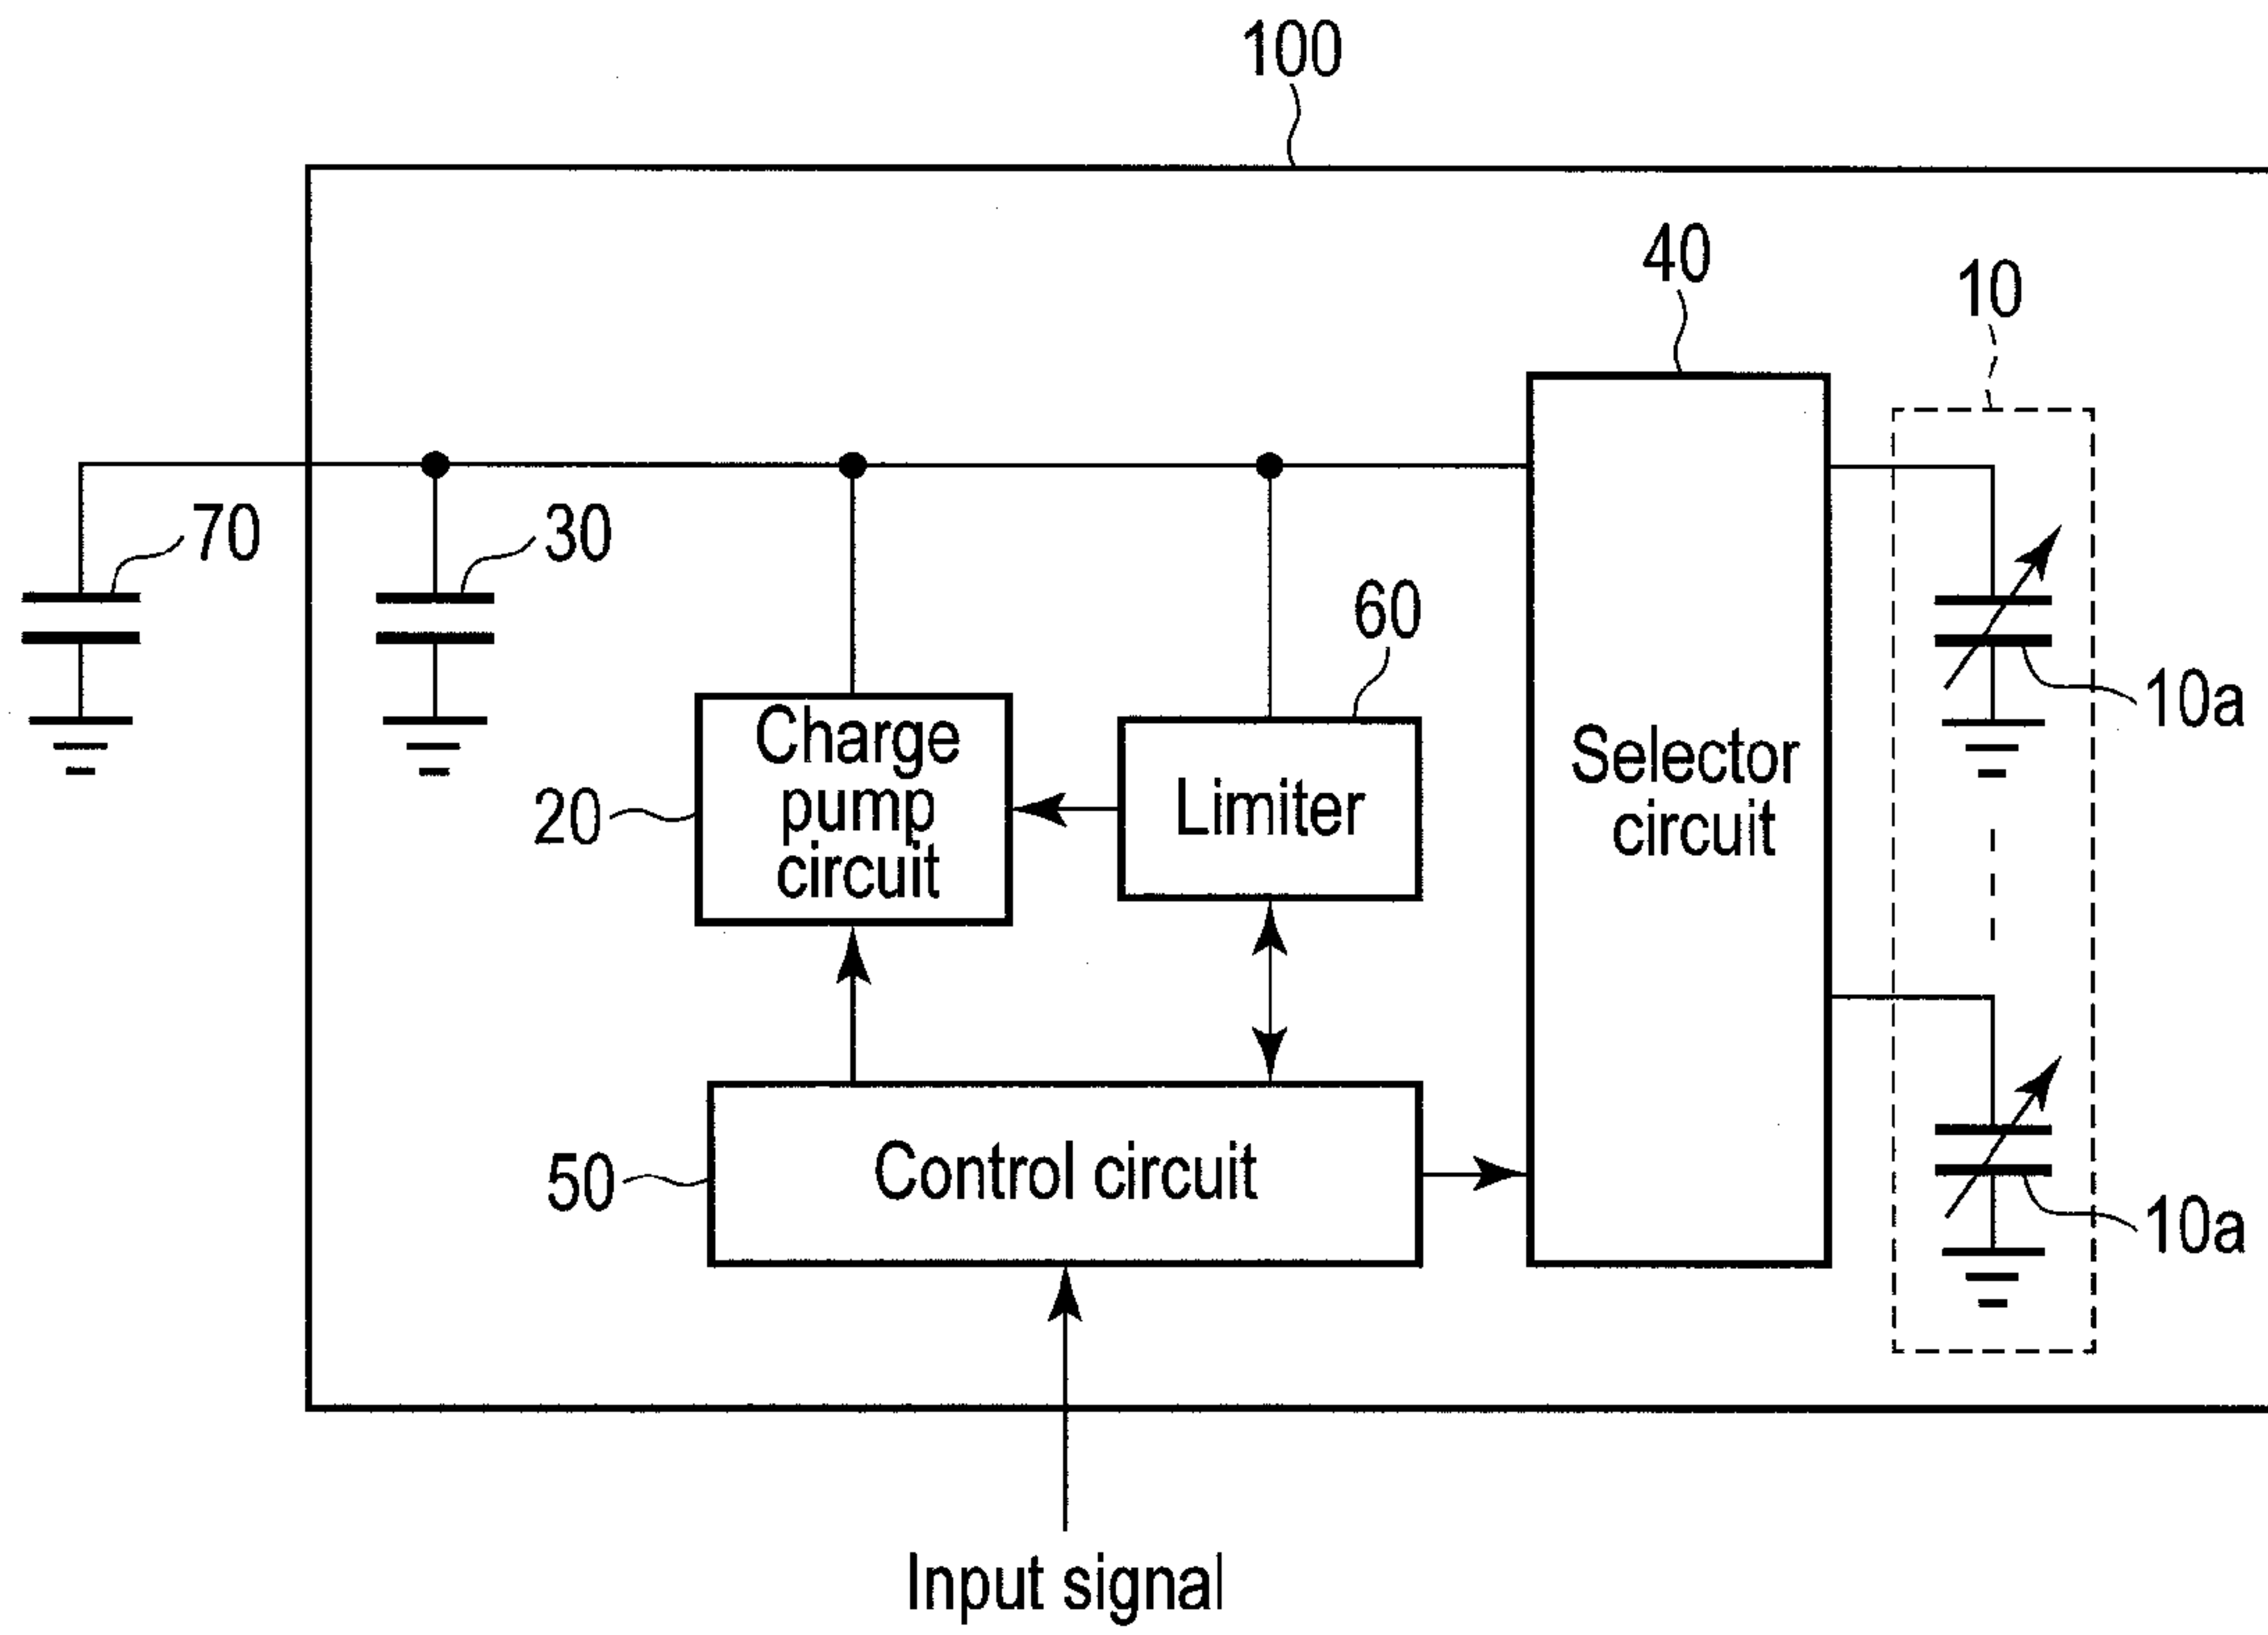 100
40
10
70
30
60
Charge
pump
circuit
20
Limiter
Selector
circuit
10a
50
Control circuit
10a
Input signal